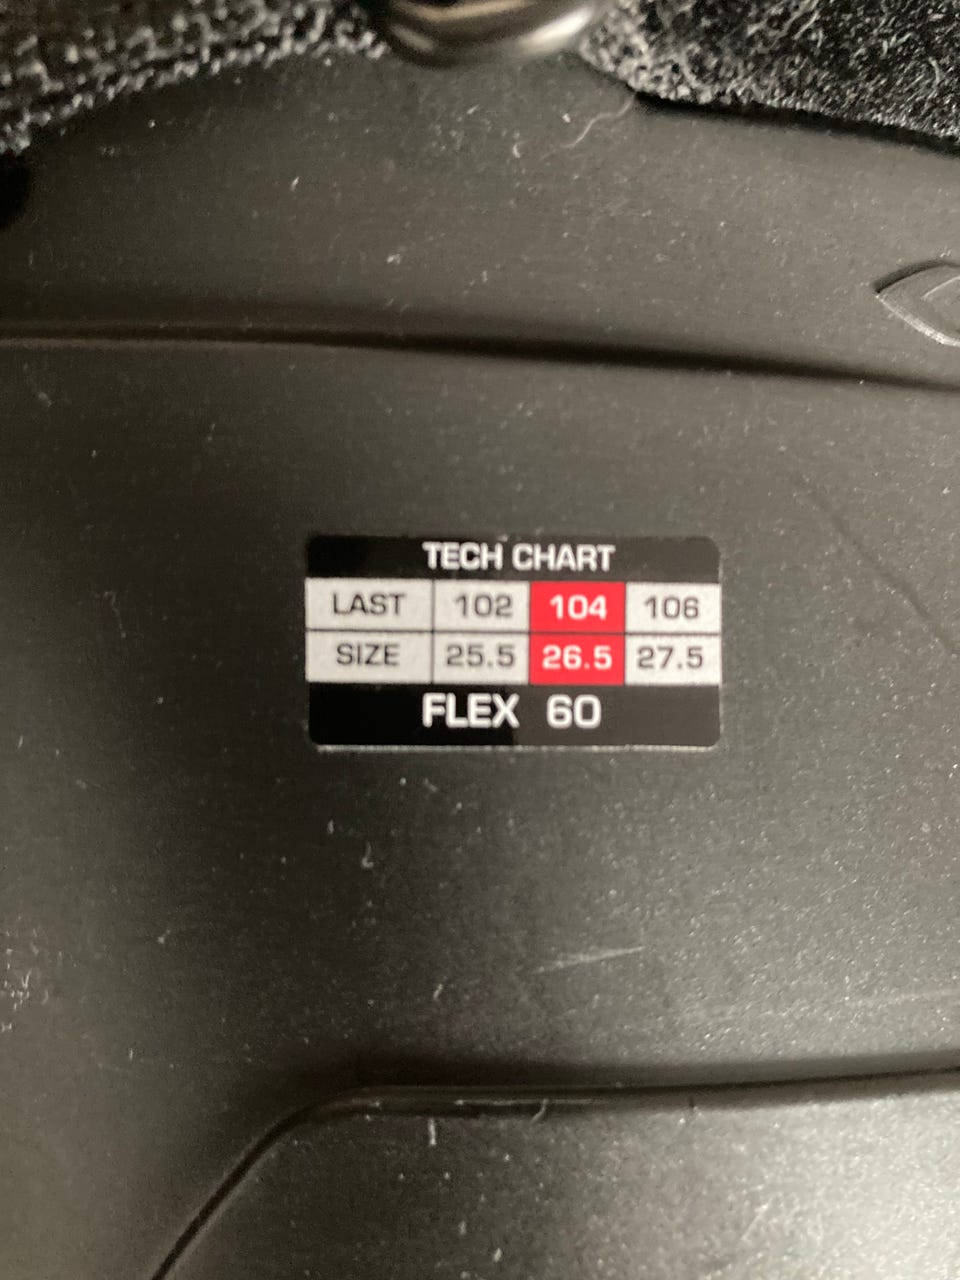 TECH CHART
LAST 102 104 106
SIZE 25.5 26.5 27.5
FLEX 60